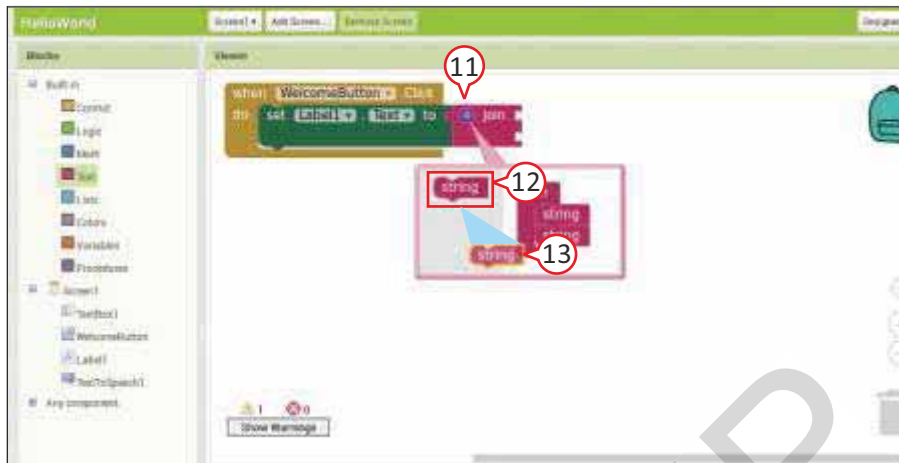 HelloWorld
Screen1 Add Screen... Remove Screen
Designer
Blocks
Viewer
Built-in
Control
Logic
Math
Text
Lists
Colors
Variables
Procedures
Screen1
TextBox1
WelcomeButton
Label1
TextToSpeech1
Any component
11
when WelcomeButton .Click
do set Label1 . Text to join
string
12
string
string
string
13
1 0
Show Warnings